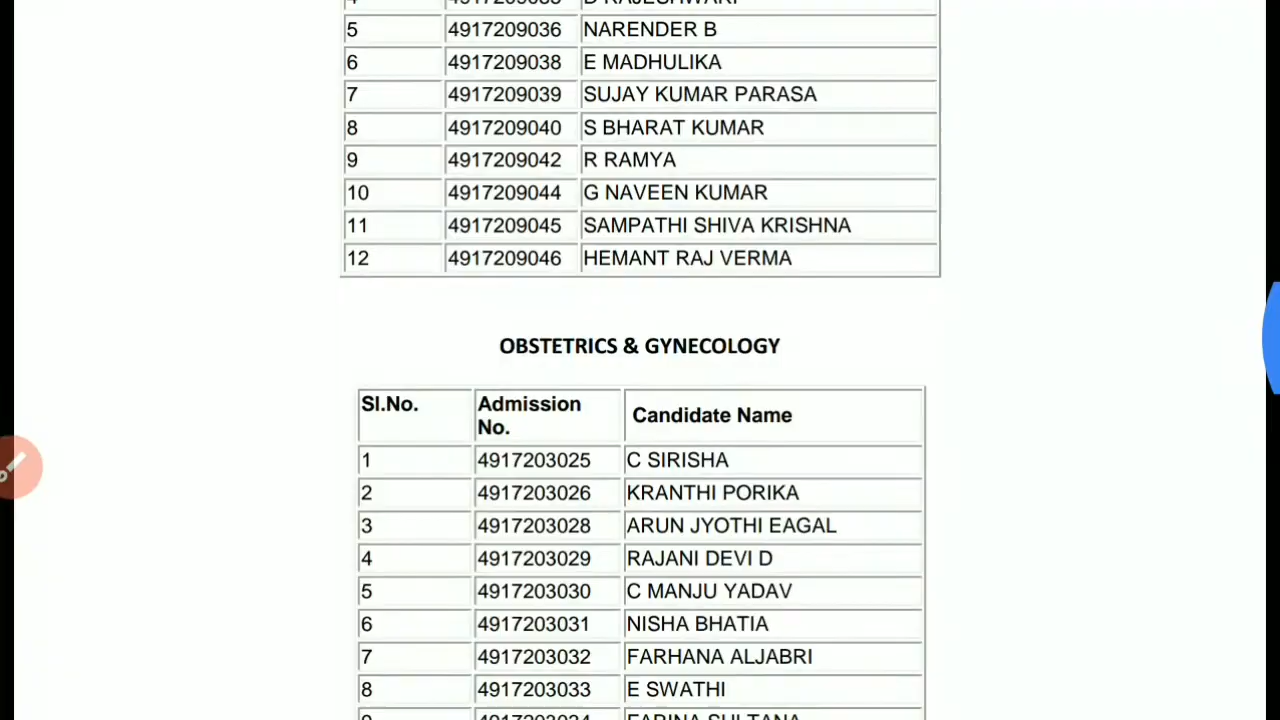 5 4917209036 NARENDER B
6 4917209038 E MADHULIKA
7 4917209039 SUJAY KUMAR PARASA
8 4917209040 S BHARAT KUMAR
9 4917209042 R RAMYA
10 4917209044 G NAVEEN KUMAR
11 4917209045 SAMPATHI SHIVA KRISHNA
12 4917209046 HEMANT RAJ VERMA
OBSTETRICS & GYNECOLOGY
Sl.No. Admission No. Candidate Name
1 4917203025 C SIRISHA
2 4917203026 KRANTHI PORIKA
3 4917203028 ARUN JYOTHI EAGAL
4 4917203029 RAJANI DEVI D
5 4917203030 C MANJU YADAV
6 4917203031 NISHA BHATIA
7 4917203032 FARHANA ALJABRI
8 4917203033 E SWATHI